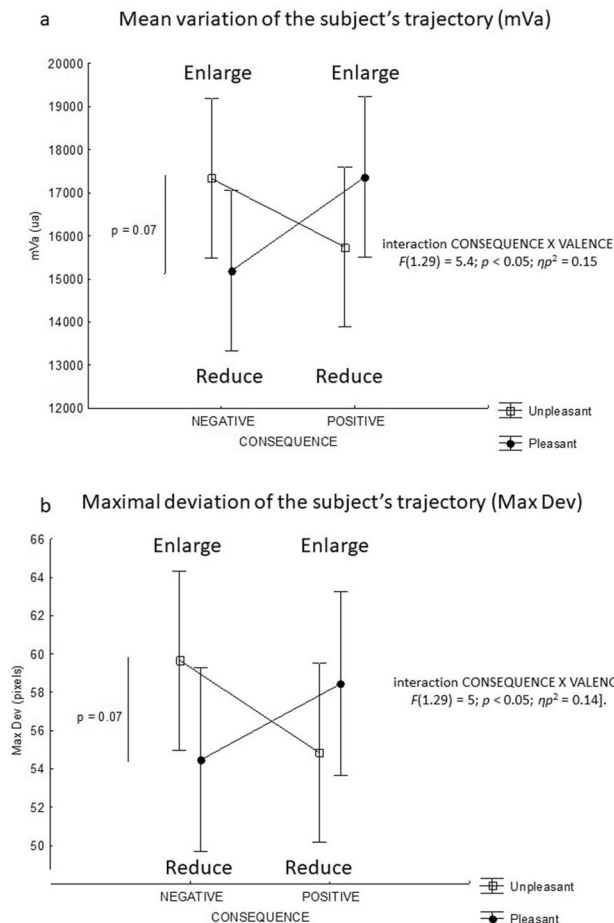 a Mean variation of the subject's trajectory (mVa)
20000
19000
18000
17000
16000
15000
14000
13000
12000
mVa (ua)
Enlarge Enlarge
p = 0.07
interaction CONSEQUENCE X VALENCE
F(1.29) = 5.4; p < 0.05; ηp² = 0.15
Reduce Reduce
NEGATIVE POSITIVE
CONSEQUENCE
Unpleasant
Pleasant
b Maximal deviation of the subject's trajectory (Max Dev)
66
64
62
60
58
56
54
52
50
Max Dev (pixels)
Enlarge Enlarge
p = 0.07
interaction CONSEQUENCE X VALENC
F(1.29) = 5; p < 0.05; ηp² = 0.14].
Reduce Reduce
NEGATIVE POSITIVE
CONSEQUENCE
Unpleasant
Pleasant